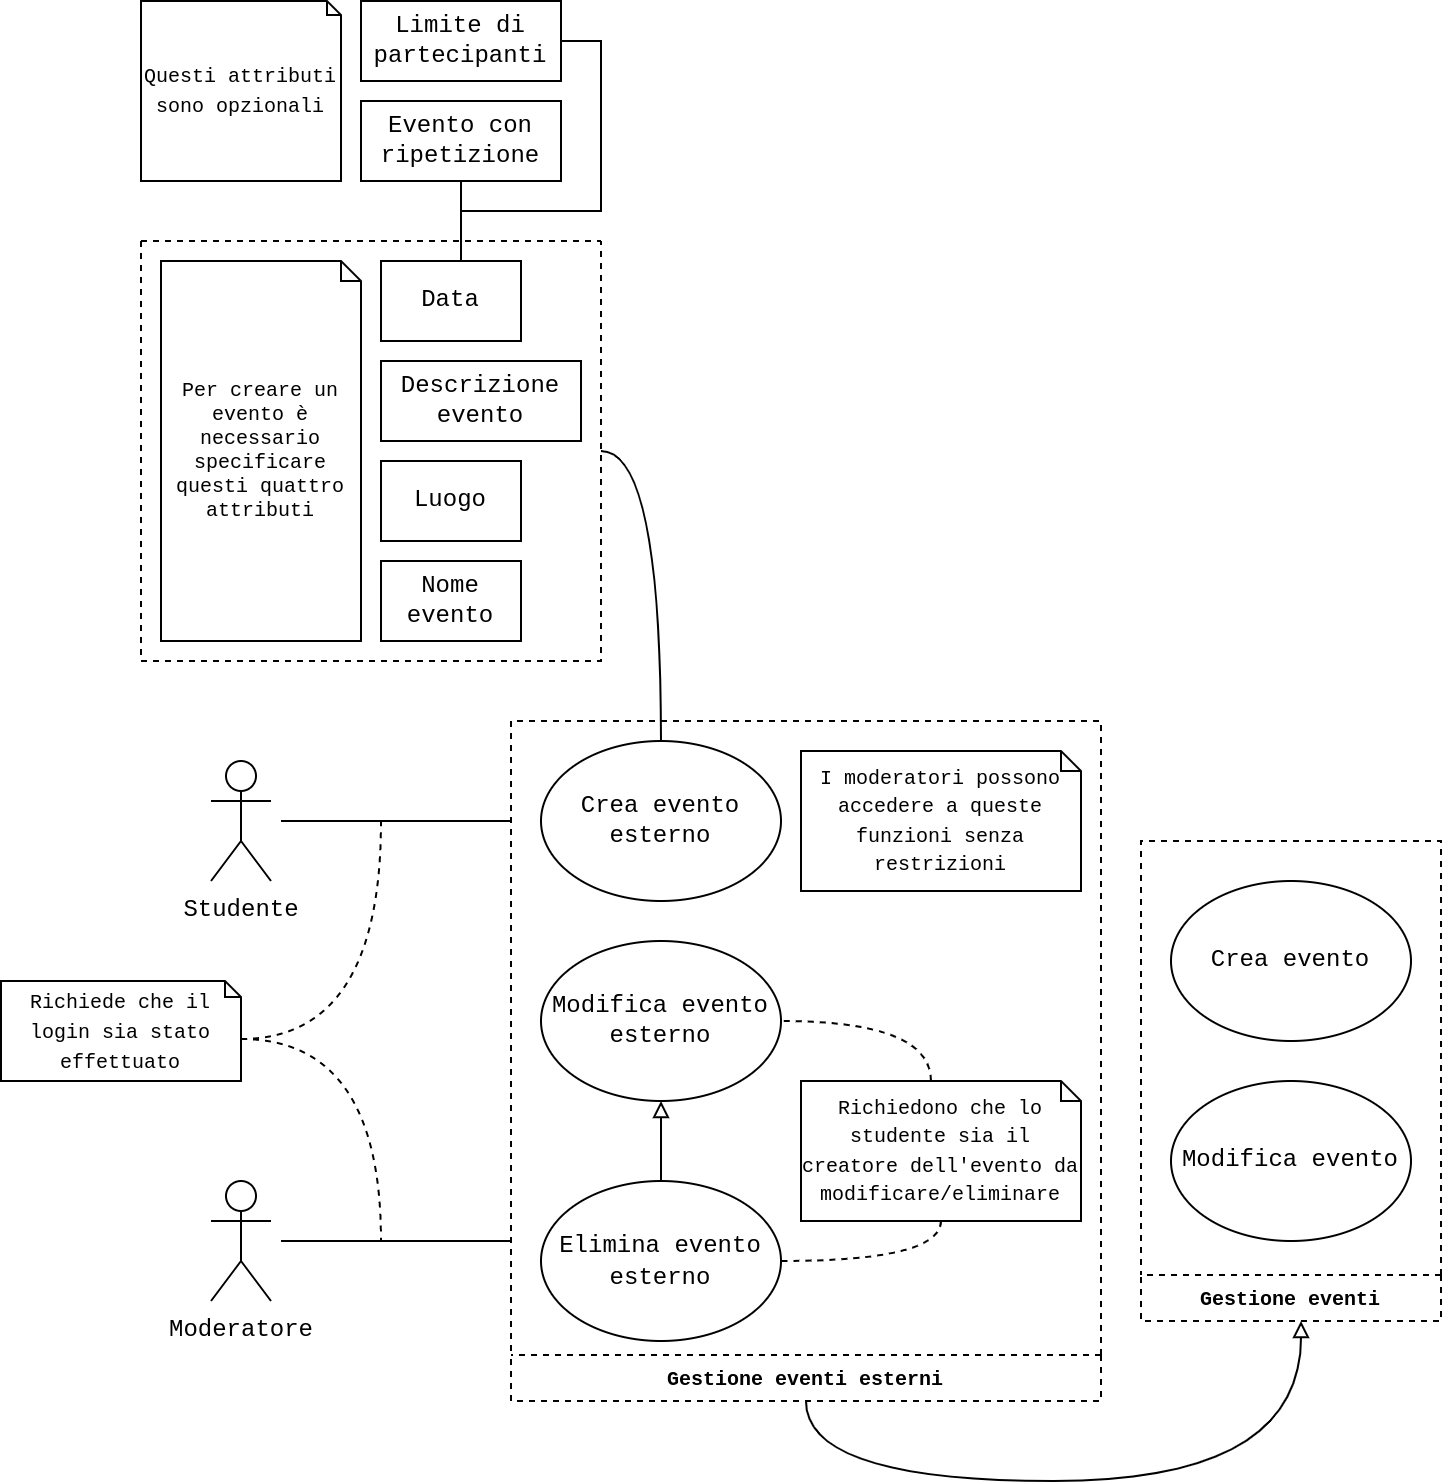 Questi attributi
sono opzionali
Limite di
partecipanti
Evento con
ripetizione
Per creare un
evento è
necessario
specificare
questi quattro
attributi
Data
Descrizione
evento
Luogo
Nome
evento
Studente
Crea evento
esterno
I moderatori possono
accedere a queste
funzioni senza
restrizioni
Richiede che il
login sia stato
effettuato
Modifica evento
esterno
Richiedono che lo
studente sia il
creatore dell'evento da
modificare/eliminare
Moderatore
Elimina evento
esterno
Gestione eventi esterni
Crea evento
Modifica evento
Gestione eventi